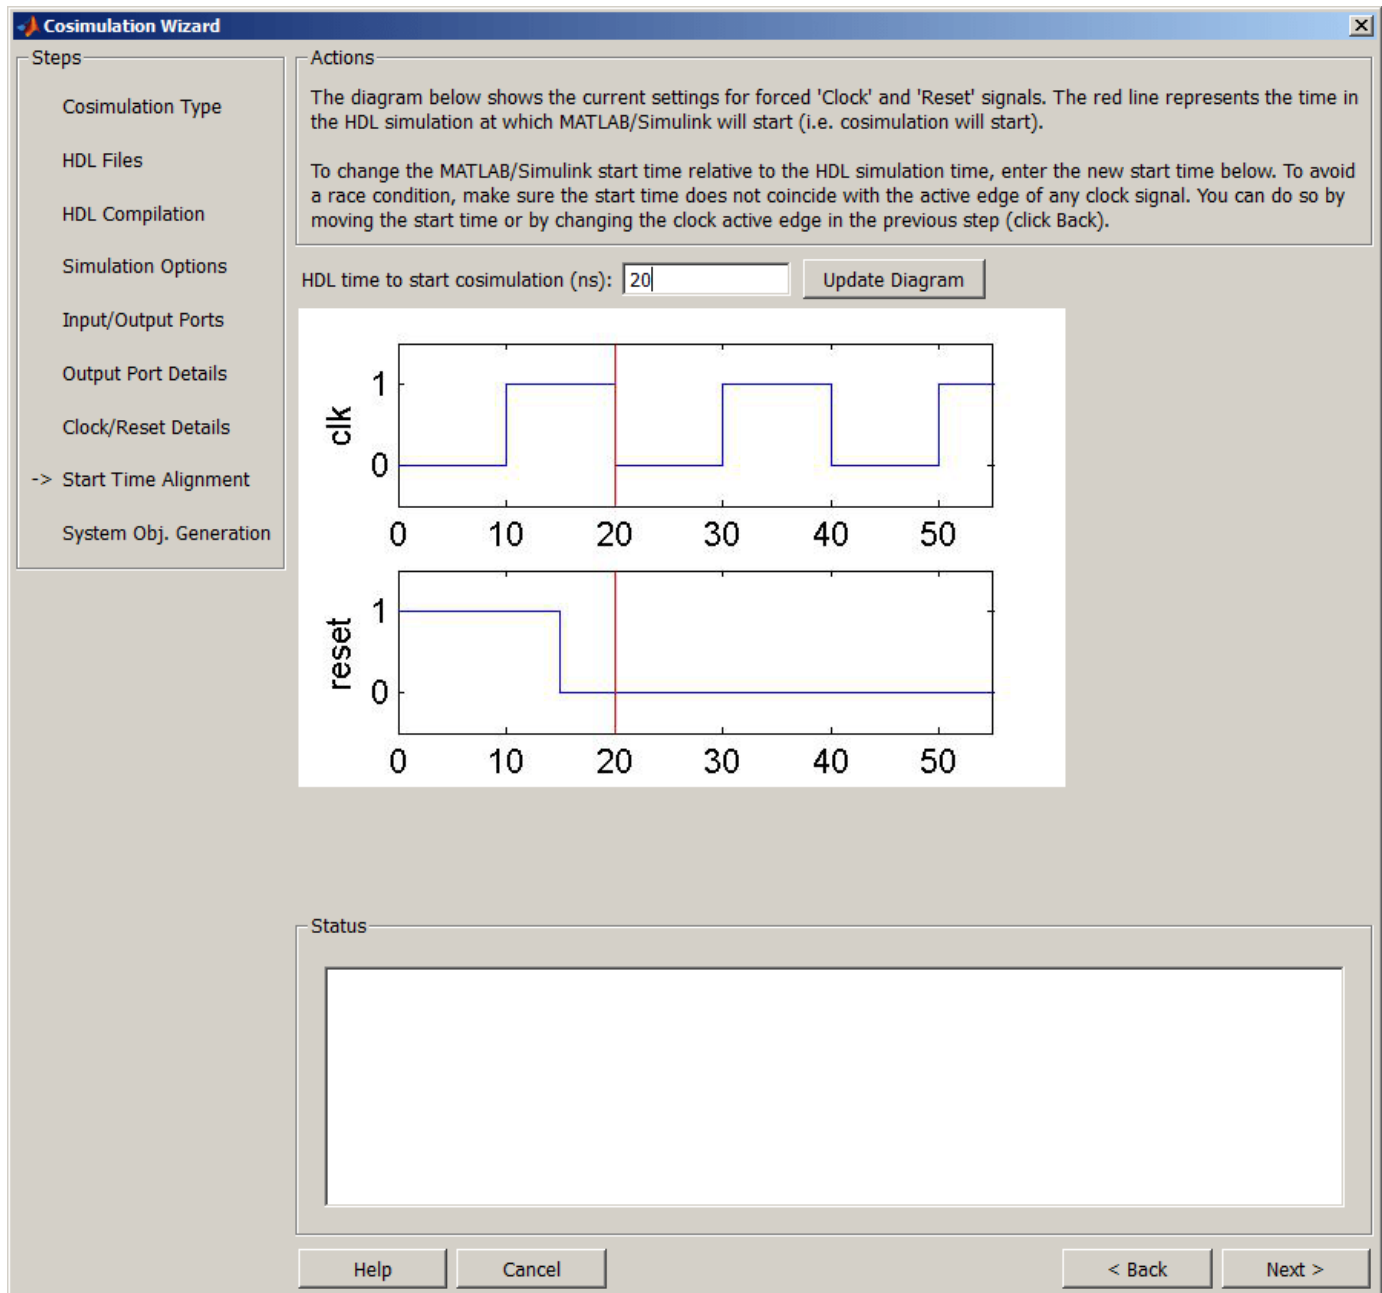 Cosimulation Wizard
Steps
Cosimulation Type
HDL Files
HDL Compilation
Simulation Options
Input/Output Ports
Output Port Details
Clock/Reset Details
-> Start Time Alignment
System Obj. Generation
Actions
The diagram below shows the current settings for forced 'Clock' and 'Reset' signals. The red line represents the time in
the HDL simulation at which MATLAB/Simulink will start (i.e. cosimulation will start).
To change the MATLAB/Simulink start time relative to the HDL simulation time, enter the new start time below. To avoid
a race condition, make sure the start time does not coincide with the active edge of any clock signal. You can do so by
moving the start time or by changing the clock active edge in the previous step (click Back).
HDL time to start cosimulation (ns): 20 Update Diagram
1
clk
0
0 10 20 30 40 50
1
reset
0
0 10 20 30 40 50
Status
Help Cancel < Back Next >